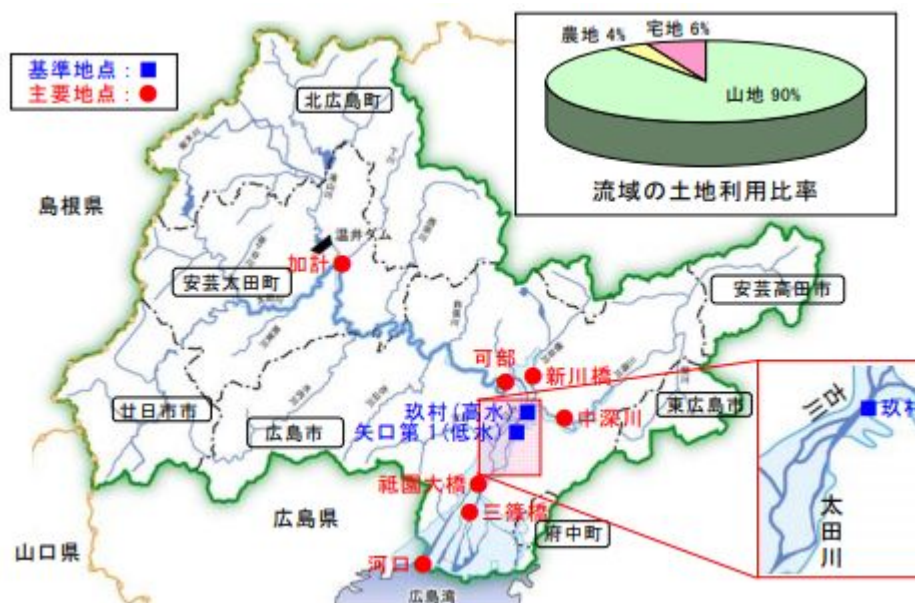 基準地点：■
主要地点：●
農地 4%
宅地 6%
山地 90%
流域の土地利用比率
北広島町
島根県
温井ダム
加計
安芸太田町
安芸高田市
可部
新川橋
玖村(高水)
中深川
東広島市
矢口第1(低水)
廿日市市
広島市
古川
玖村
祗園大橋
広島県
三篠橋
府中町
太田川
山口県
河口
広島湾